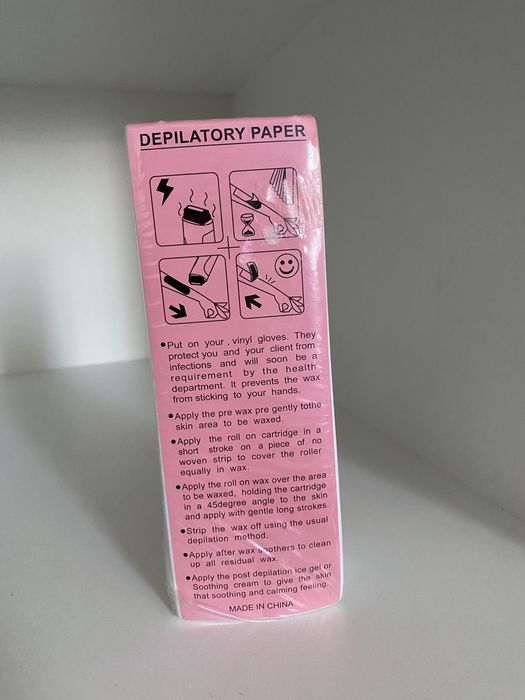 DEPILATORY PAPER
•Put on your , vinyl gloves. They
protect you and your client from
infections and will soon be a
requirement by the health
department. It prevents the wax
from sticking to your hands.
•Apply the pre wax pre gently tothe
skin area to be waxed.
•Apply the roll on cartridge in a
short stroke on a piece of no
woven strip to cover the roller
equally in wax.
•Apply the roll on wax over the area
to be waxed, holding the cartridge
in a 45degree angle to the skin
and apply with gentle long strokes.
•Strip the wax off using the usual
depilation method.
•Apply after wax soothers to clean
up all residual wax.
•Apply the post depilation ice gel or
Soothing cream to give the skin
that soothing and calming feeling.
MADE IN CHINA